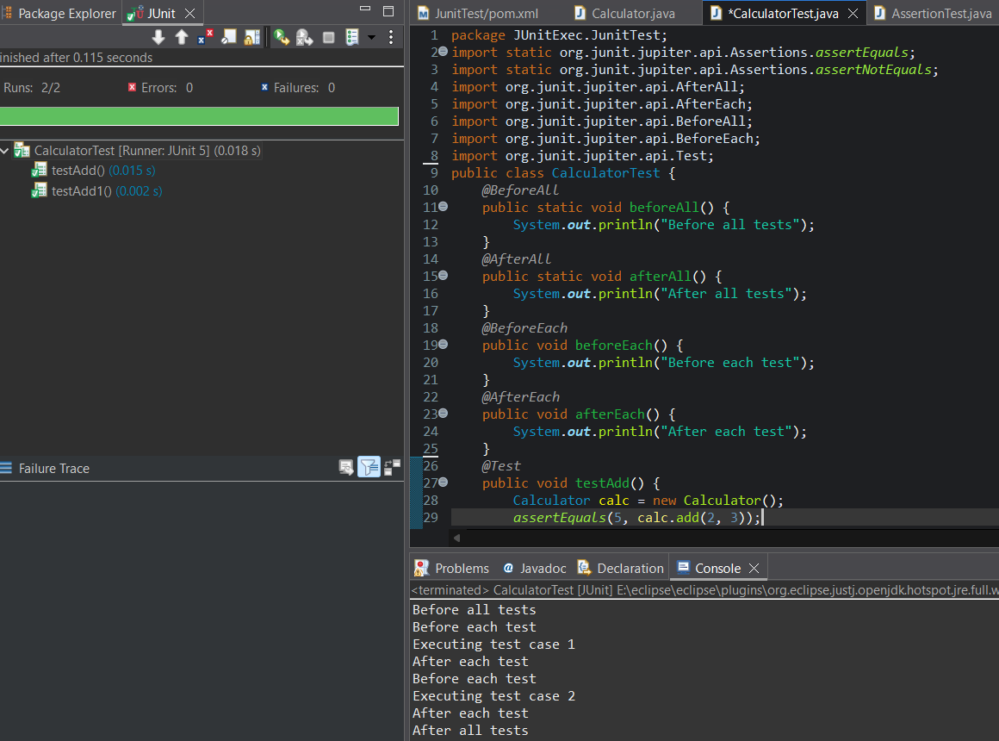 Package Explorer
JUnit
inished after 0.115 seconds
Runs: 2/2
Errors: 0
Failures: 0
CalculatorTest [Runner: JUnit 5] (0.018 s)
testAdd() (0.015 s)
testAdd1() (0.002 s)
Failure Trace
JunitTest/pom.xml
Calculator.java
*CalculatorTest.java
AssertionTest.java
1 package JUnitExec.JunitTest;
2 import static org.junit.jupiter.api.Assertions.assertEquals;
3 import static org.junit.jupiter.api.Assertions.assertNotEquals;
4 import org.junit.jupiter.api.AfterAll;
5 import org.junit.jupiter.api.AfterEach;
6 import org.junit.jupiter.api.BeforeAll;
7 import org.junit.jupiter.api.BeforeEach;
8 import org.junit.jupiter.api.Test;
9 public class CalculatorTest {
10     @BeforeAll
11     public static void beforeAll() {
12         System.out.println("Before all tests");
13     }
14     @AfterAll
15     public static void afterAll() {
16         System.out.println("After all tests");
17     }
18     @BeforeEach
19     public void beforeEach() {
20         System.out.println("Before each test");
21     }
22     @AfterEach
23     public void afterEach() {
24         System.out.println("After each test");
25     }
26     @Test
27     public void testAdd() {
28         Calculator calc = new Calculator();
29         assertEquals(5, calc.add(2, 3));
Problems
@ Javadoc
Declaration
Console
<terminated> CalculatorTest [JUnit] E:\eclipse\eclipse\plugins\org.eclipse.justj.openjdk.hotspot.jre.full.w
Before all tests
Before each test
Executing test case 1
After each test
Before each test
Executing test case 2
After each test
After all tests